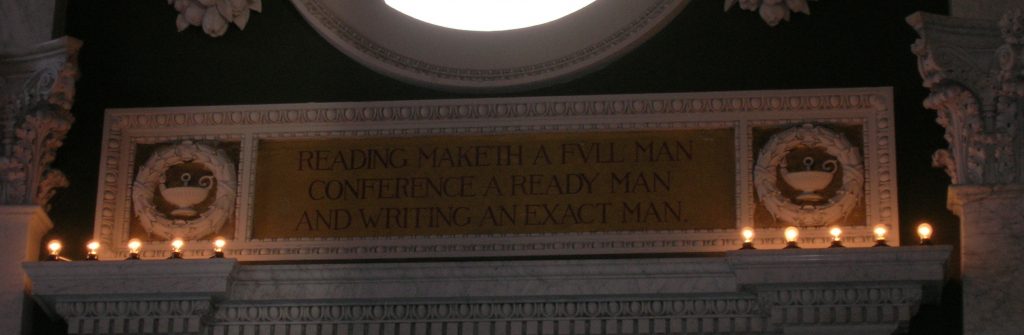 READING MAKETH A FVLL MAN
CONFERENCE A READY MAN
AND WRITING AN EXACT MAN.